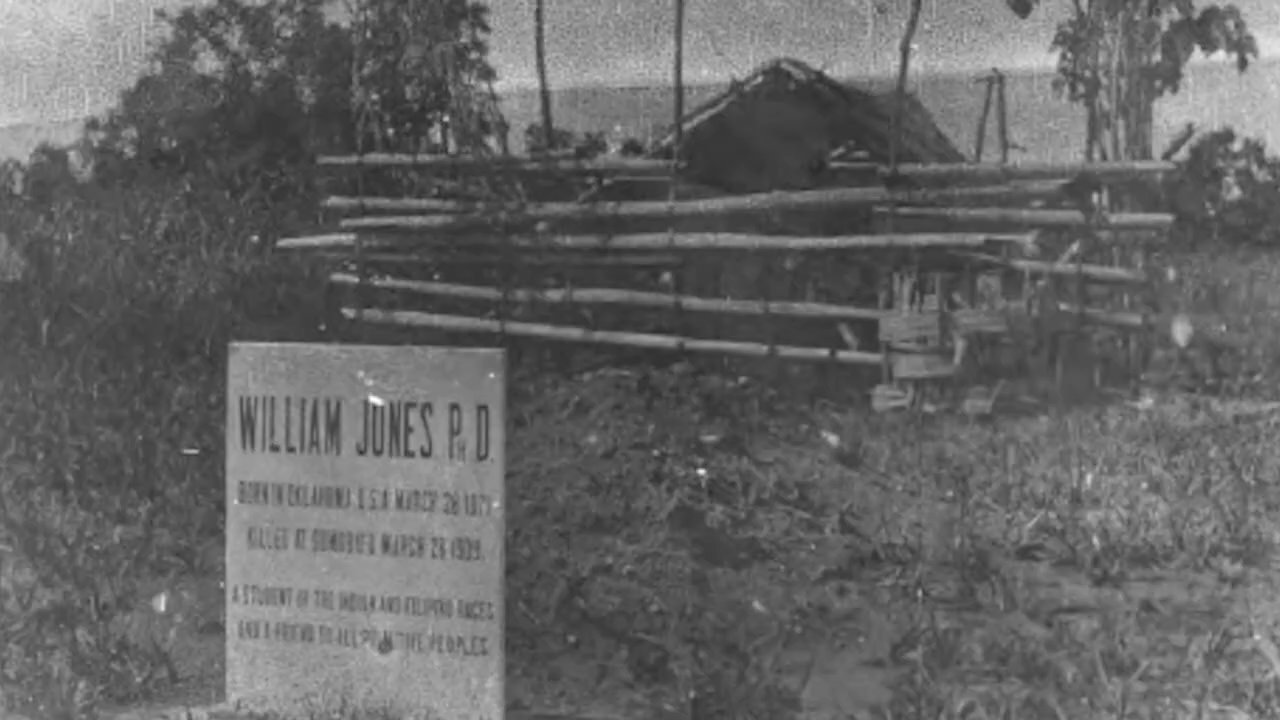 WILLIAM JONES PH D.
BORN IN OKLAHOMA U.S.A MARCH 28 1871
KILLED AT DUMOBATO MARCH 28 1909.
A STUDENT OF THE INDIAN AND FILIPINO RACES
AND A FRIEND TO ALL PRIMITIVE PEOPLES.